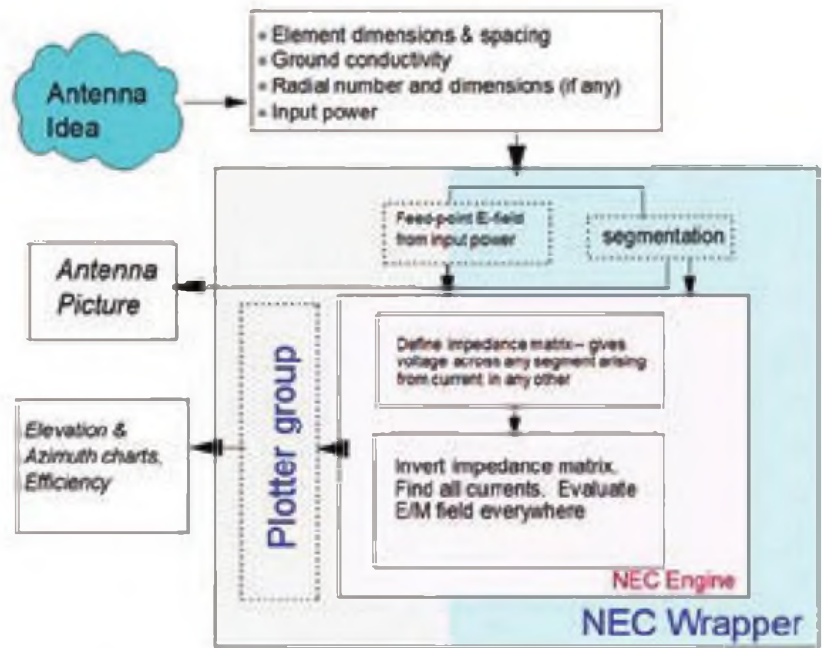 Antenna
Idea
• Element dimensions & spacing
• Ground conductivity
• Radial number and dimensions (if any)
• Input power
Feed-point E-field
from input power
segmentation
Antenna
Picture
Define impedance matrix – gives
voltage across any segment arising
from current in any other
Elevation &
Azimuth charts,
Efficiency
Plotter group
Invert impedance matrix.
Find all currents. Evaluate
E/M field everywhere
NEC Engine
NEC Wrapper